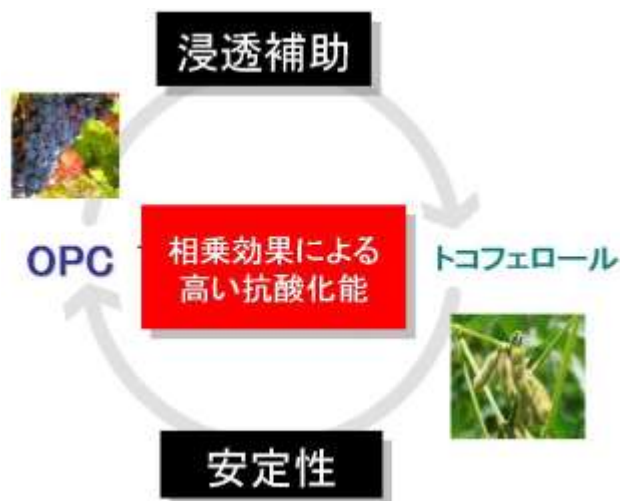 浸透補助
OPC
相乗効果による
高い抗酸化能
トコフェロール
安定性